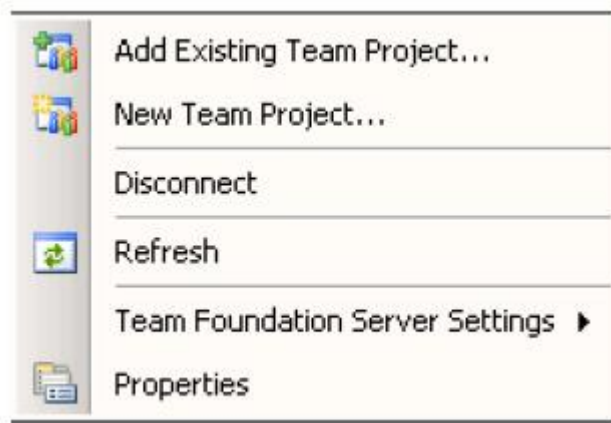 Add Existing Team Project...
New Team Project...
Disconnect
Refresh
Team Foundation Server Settings
Properties